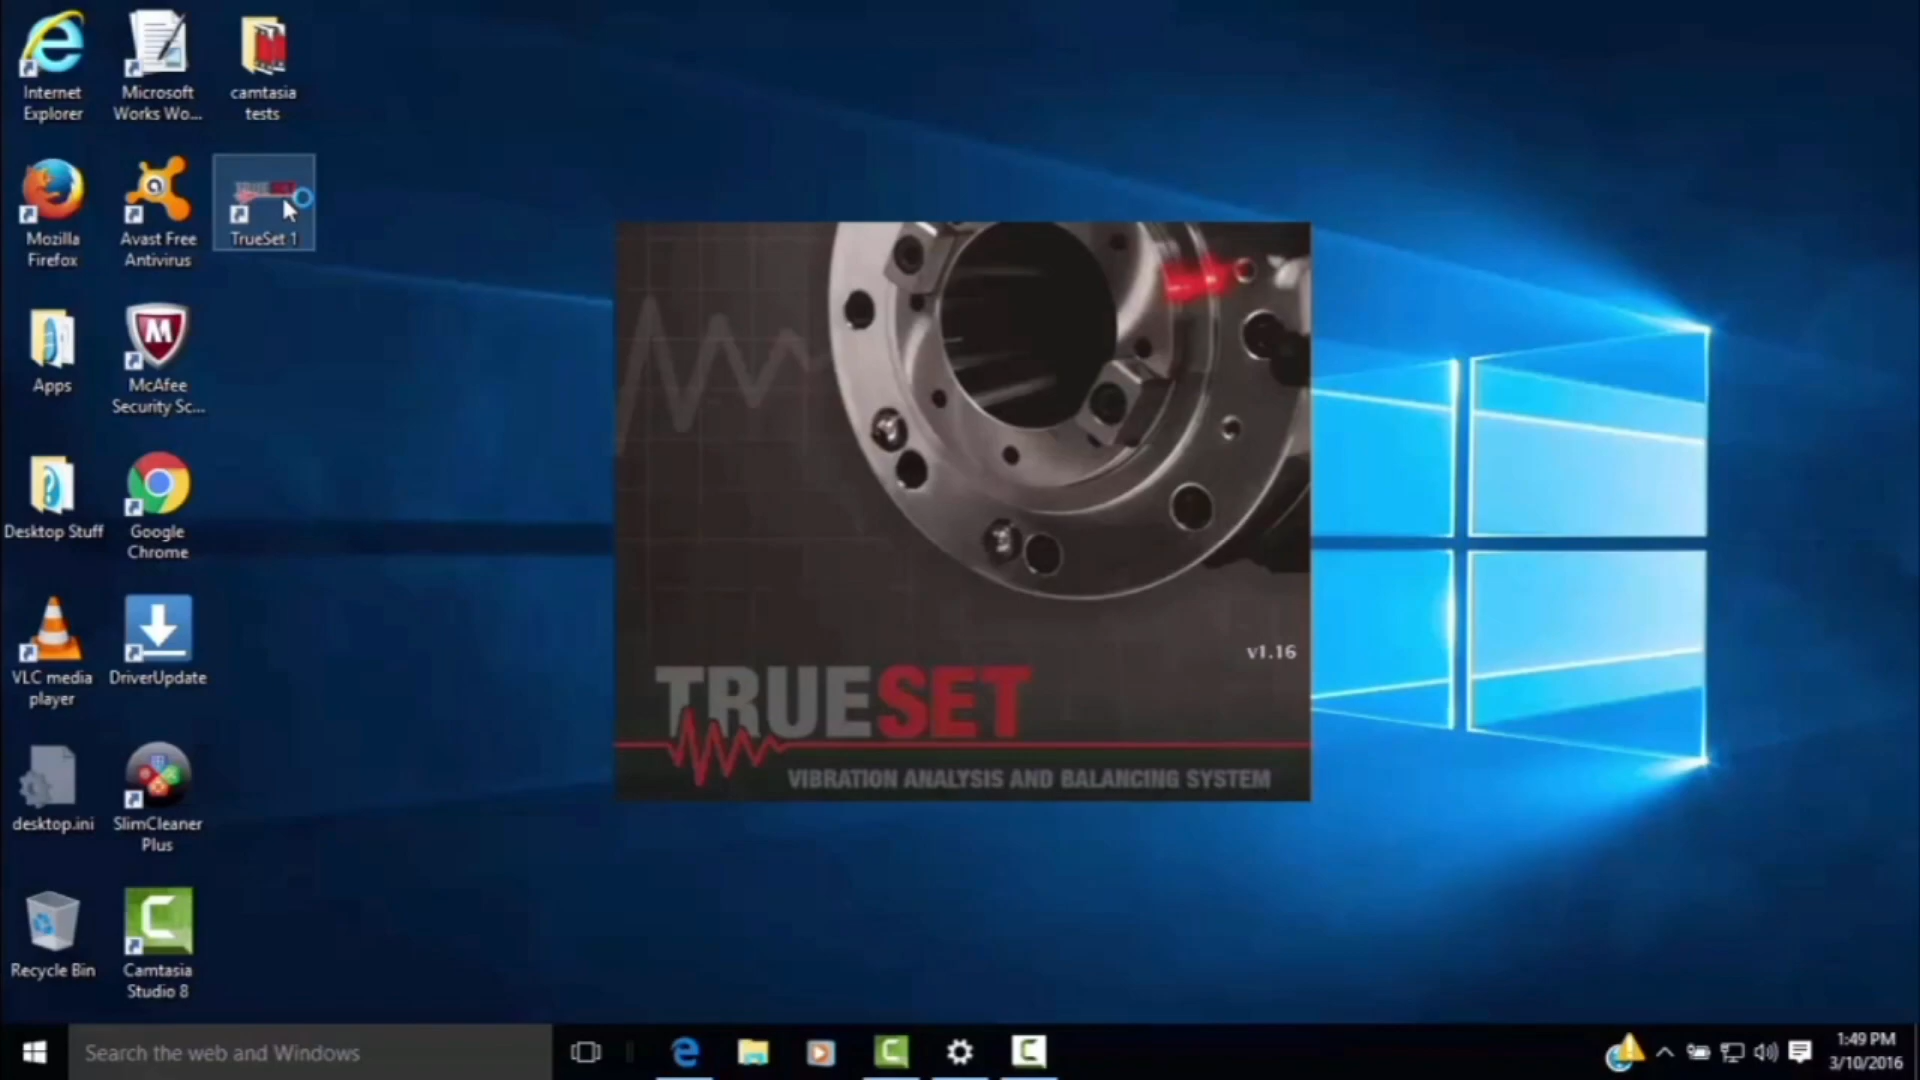 Internet
Explorer
Microsoft
Works Wo...
camtasia
tests
Mozilla
Firefox
Avast Free
Antivirus
TRUESET
TrueSet 1
Apps
McAfee
Security Sc...
Desktop Stuff
Google
Chrome
VLC media
player
DriverUpdate
desktop.ini
SlimCleaner
Plus
Recycle Bin
Camtasia
Studio 8
v1.16
TRUESET
VIBRATION ANALYSIS AND BALANCING SYSTEM
Search the web and Windows
1:49 PM
3/10/2016